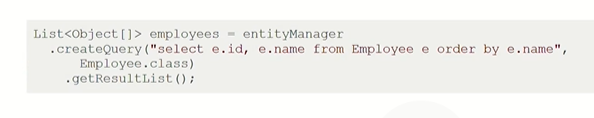 List<Object[]> employees = entityManager
.createQuery("select e.id, e.name from Employee e order by e.name",
Employee.class)
.getResultList();